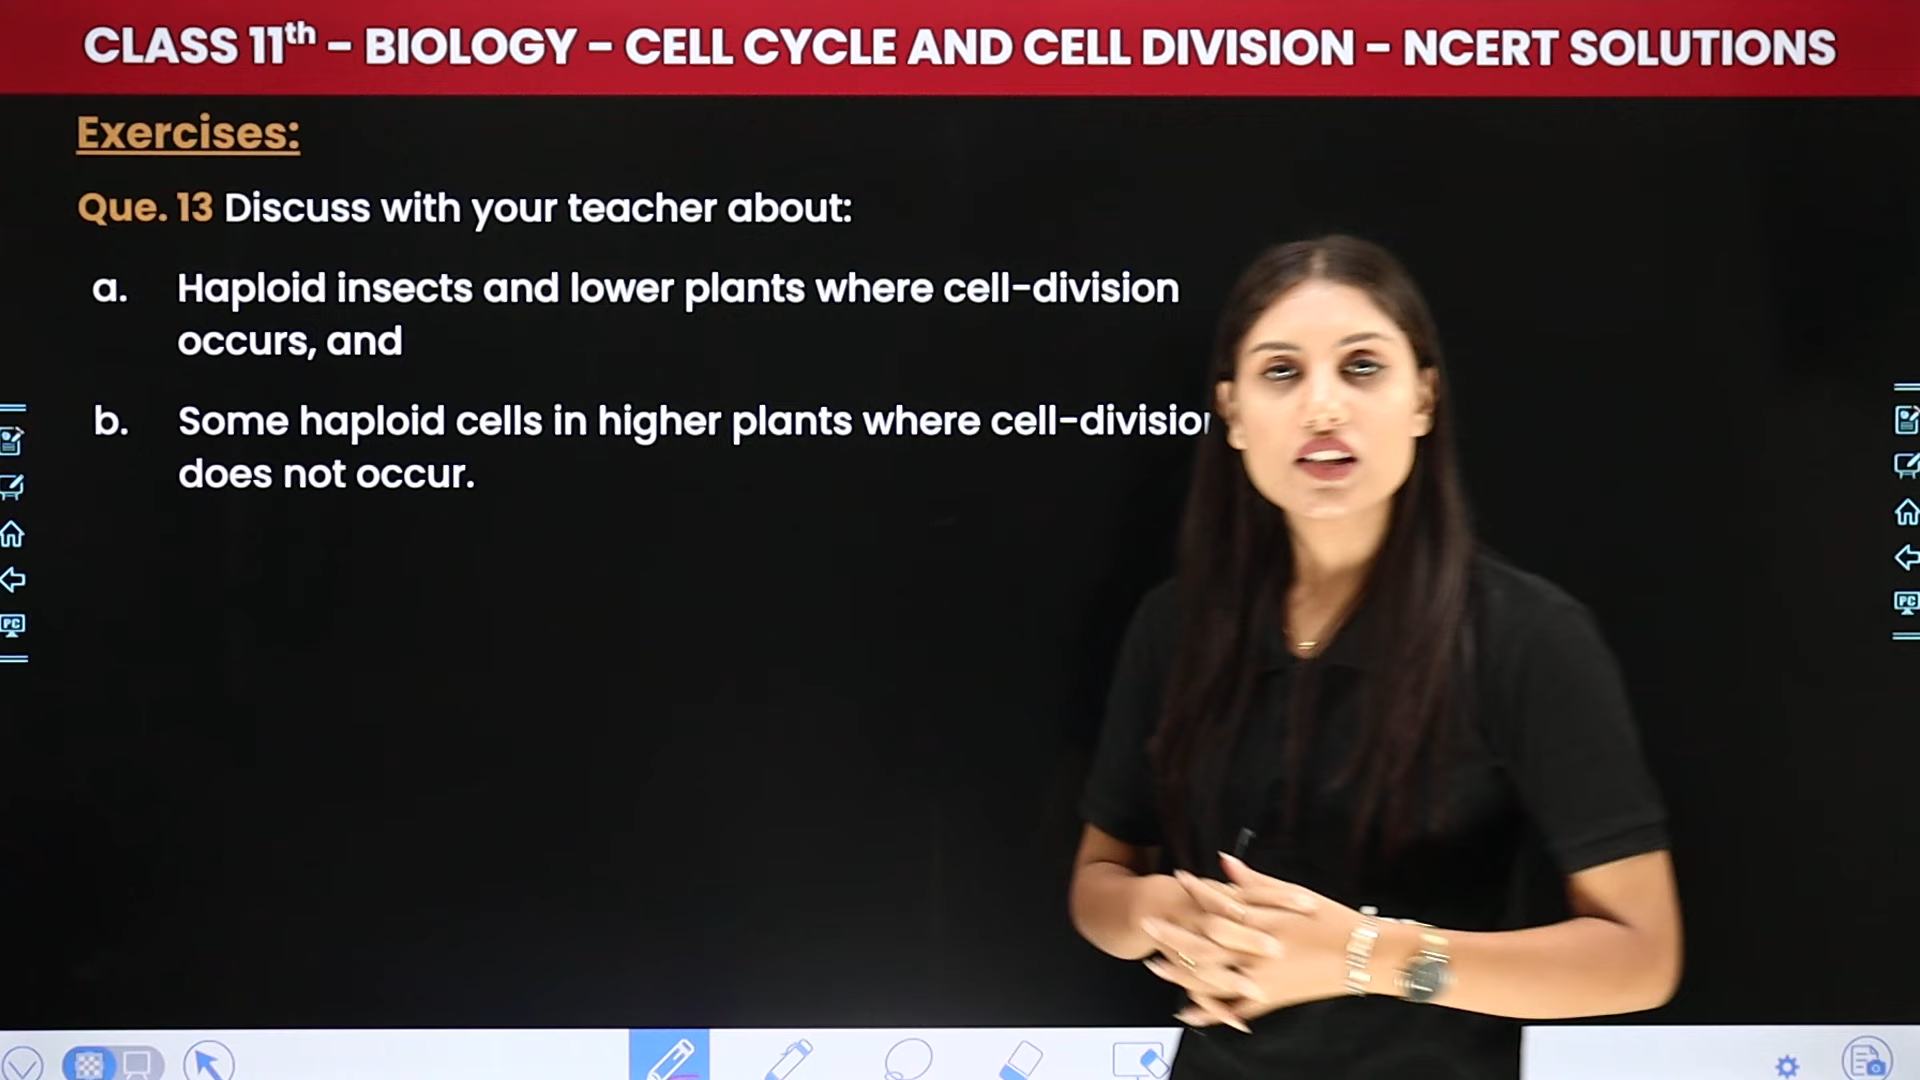 CLASS 11th – BIOLOGY – CELL CYCLE AND CELL DIVISION – NCERT SOLUTIONS
Exercises:
Que. 13 Discuss with your teacher about:
a. Haploid insects and lower plants where cell-division
occurs, and
b. Some haploid cells in higher plants where
does not occur.
PC
PC